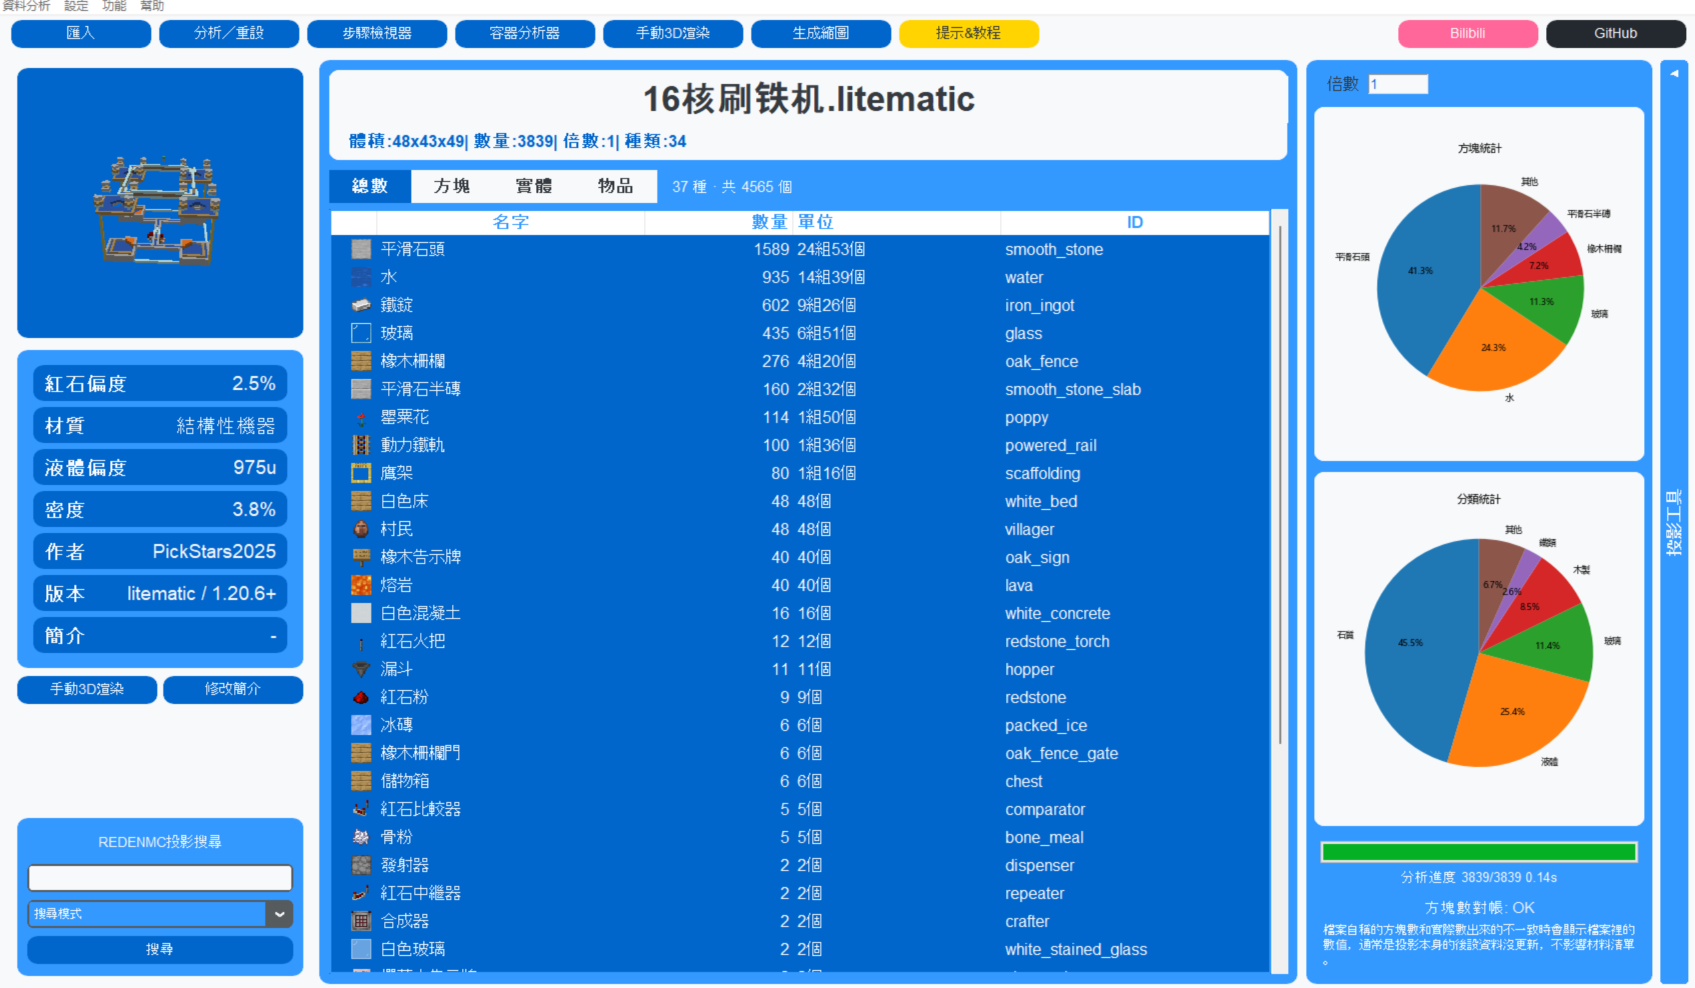 資料分析 設定 功能 幫助
匯入 分析／重設 步驟檢視器 容器分析器 手動3D渲染 生成縮圖 提示&教程 Bilibili GitHub
16核刷铁机.litematic
體積:48x43x49| 數量:3839| 倍數:1| 種類:34
總數 方塊 實體 物品 37 種 · 共 4565 個
名字 數量 單位 ID
平滑石頭 1589 24組53個 smooth_stone
水 935 14組39個 water
鐵錠 602 9組26個 iron_ingot
玻璃 435 6組51個 glass
橡木柵欄 276 4組20個 oak_fence
平滑石半磚 160 2組32個 smooth_stone_slab
罌粟花 114 1組50個 poppy
動力鐵軌 100 1組36個 powered_rail
鷹架 80 1組16個 scaffolding
白色床 48 48個 white_bed
村民 48 48個 villager
橡木告示牌 40 40個 oak_sign
熔岩 40 40個 lava
白色混凝土 16 16個 white_concrete
紅石火把 12 12個 redstone_torch
漏斗 11 11個 hopper
紅石粉 9 9個 redstone
冰磚 6 6個 packed_ice
橡木柵欄門 6 6個 oak_fence_gate
儲物箱 6 6個 chest
紅石比較器 5 5個 comparator
骨粉 5 5個 bone_meal
發射器 2 2個 dispenser
紅石中繼器 2 2個 repeater
合成器 2 2個 crafter
白色玻璃 2 2個 white_stained_glass
紅石偏度 2.5%
材質 結構性機器
液體偏度 975u
密度 3.8%
作者 PickStars2025
版本 litematic / 1.20.6+
簡介 -
手動3D渲染 修改簡介
REDENMC投影搜尋
搜尋模式
搜尋
倍數 1
方塊統計
其他
平滑石半磚
橡木柵欄
玻璃
水
平滑石頭
11.7%
4.2%
7.2%
11.3%
24.3%
41.3%
分類統計
其他
鐵類
木製
玻璃
液體
石質
6.7%
2.6%
8.5%
11.4%
25.4%
45.5%
分析進度 3839/3839 0.14s
方塊數對帳: OK
檔案自稱的方塊數和實際數出來的不一致時會顯示檔案裡的
數值，通常是投影本身的後設資料沒更新，不影響材料清單
。
投影工具